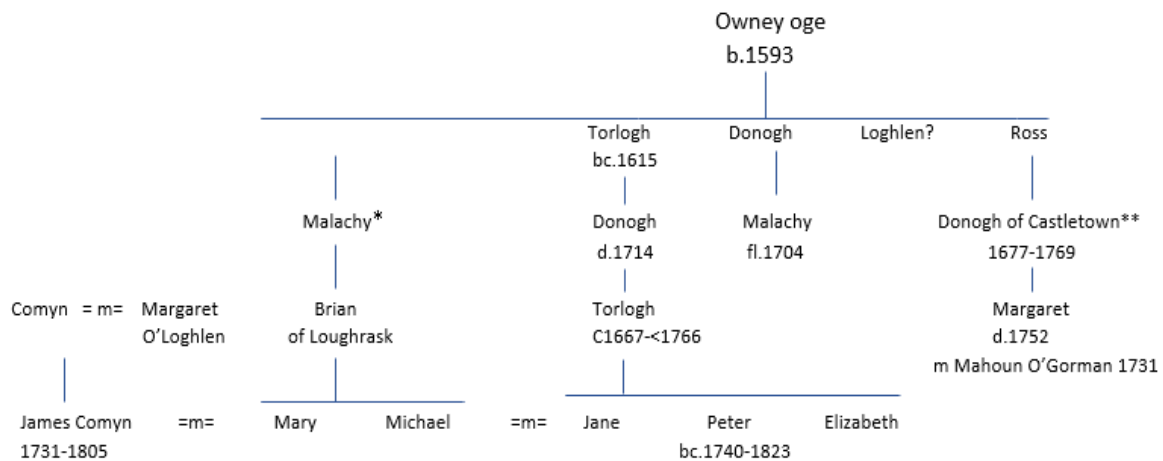 Owney oge
b.1593
Torlogh Donogh Loghlen? Ross
bc.1615
Malachy* Donogh Malachy Donogh of Castletown**
d.1714 fl.1704 1677-1769
Comyn = m= Margaret Brian Torlogh Margaret
O'Loghlen of Loughrask C1667-<1766 d.1752
m Mahoun O'Gorman 1731
James Comyn =m= Mary Michael =m= Jane Peter Elizabeth
1731-1805 bc.1740-1823